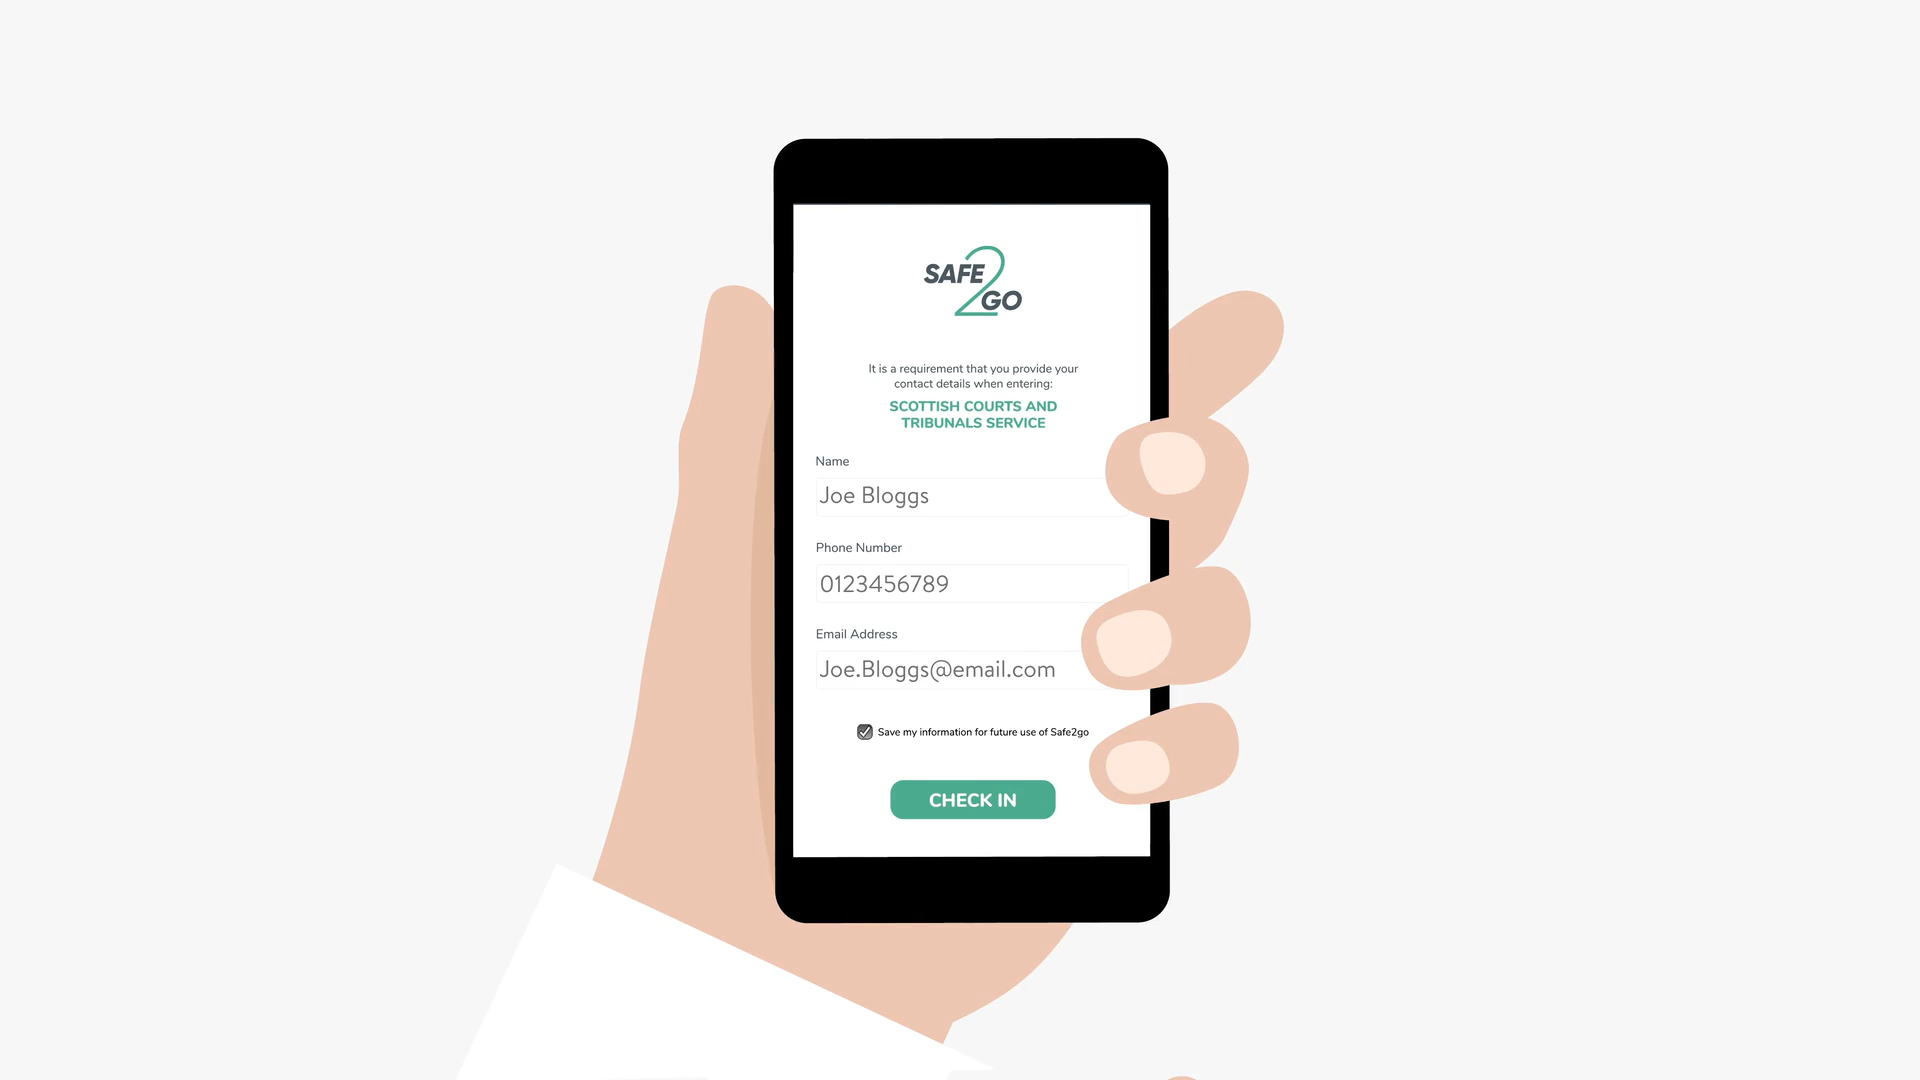 SAFE
2
GO
It is a requirement that you provide your
contact details when entering:
SCOTTISH COURTS AND
TRIBUNALS SERVICE
Name
Joe Bloggs
Phone Number
0123456789
Email Address
Joe.Bloggs@email.com
Save my information for future use of Safe2go
CHECK IN